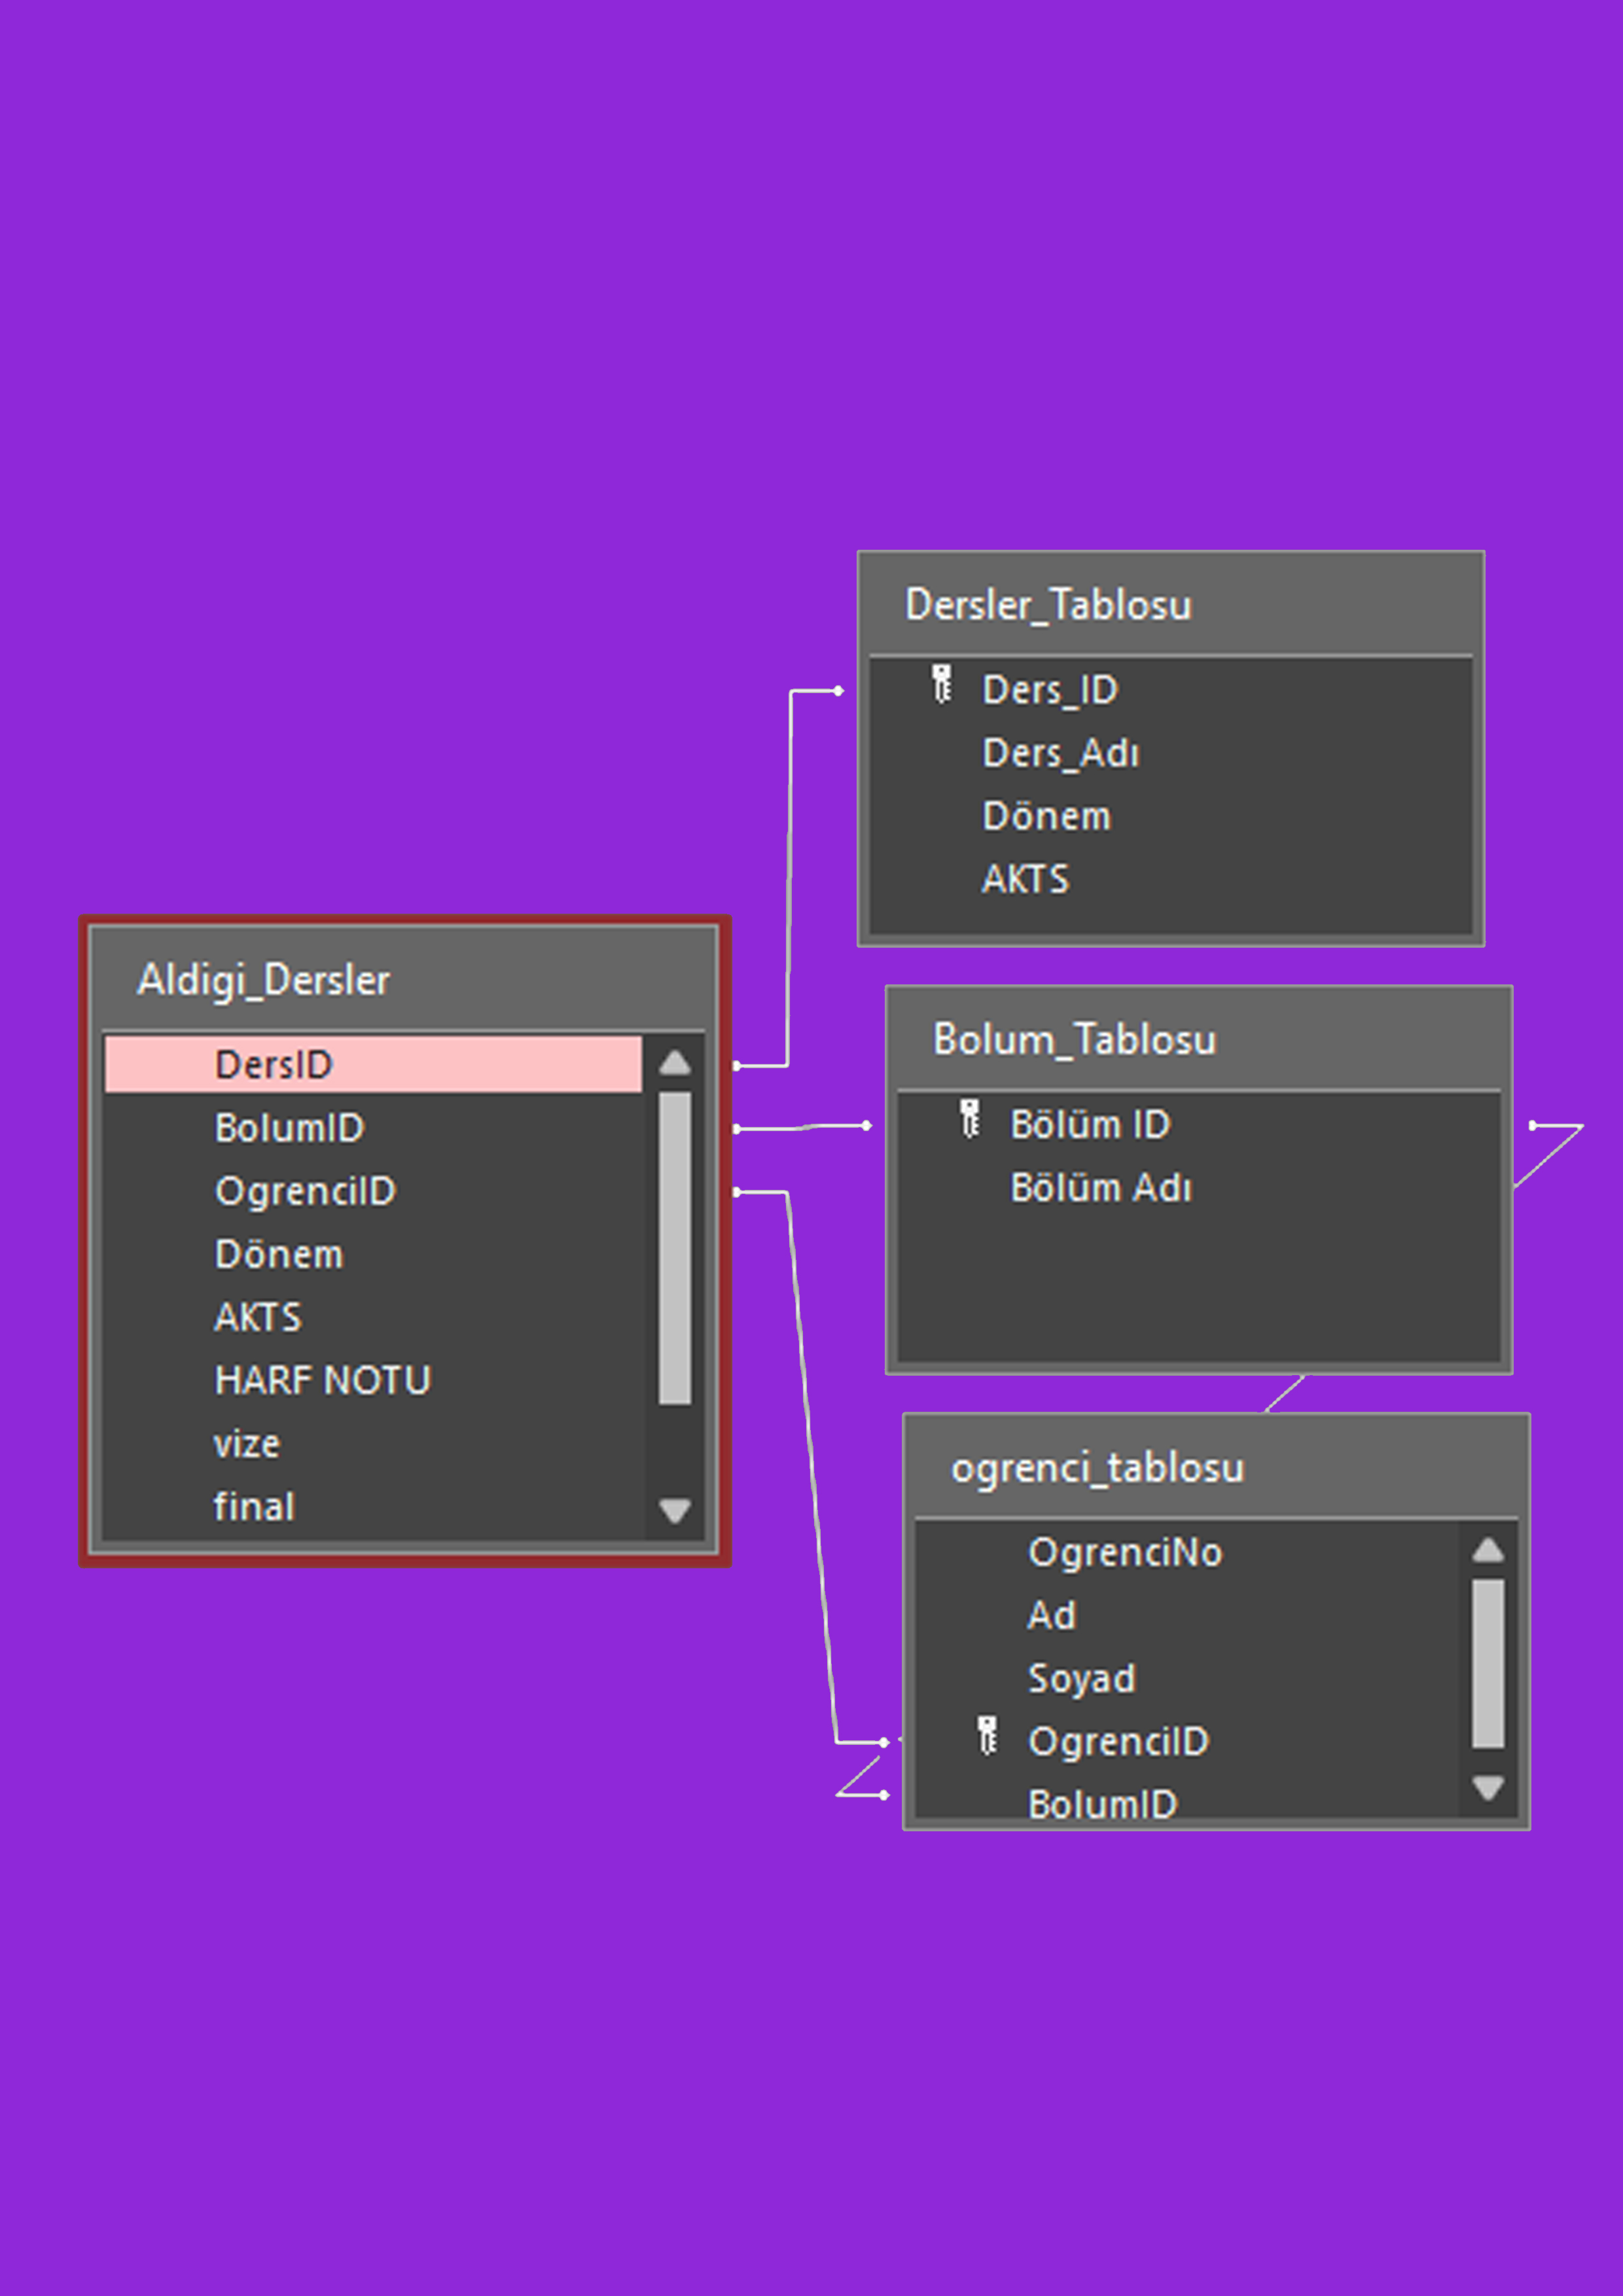 Dersler_Tablosu
Ders_ID
Ders_Adı
Dönem
AKTS
Aldigi_Dersler
DersID
BolumID
OgrenciID
Dönem
AKTS
HARF NOTU
vize
final
Bolum_Tablosu
Bölüm ID
Bölüm Adı
ogrenci_tablosu
OgrenciNo
Ad
Soyad
OgrenciID
BolumID